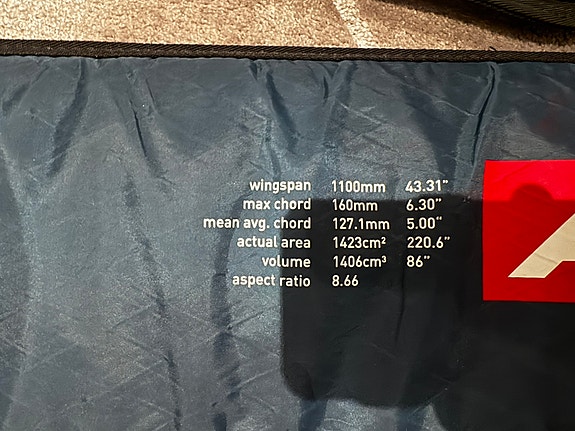 wingspan 1100mm 43.31”
max chord 160mm 6.30”
mean avg. chord 127.1mm 5.00“
actual area 1423cm² 220.6”
volume 1406cm³ 86”
aspect ratio 8.66